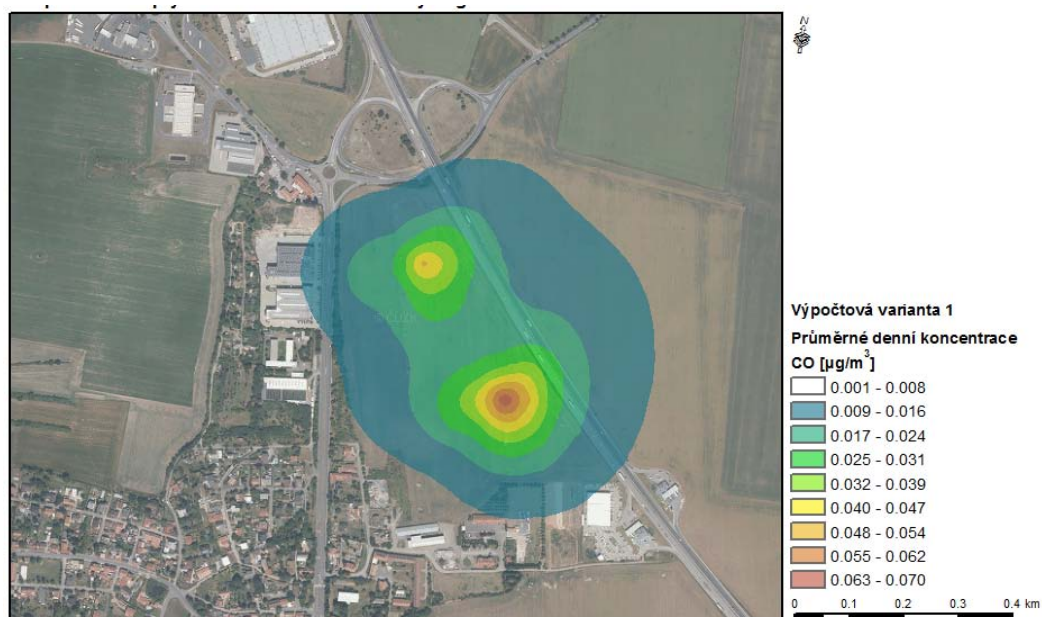 N
Výpočtová varianta 1
Průměrné denní koncentrace
CO [µg/m³]
0.001 - 0.008
0.009 - 0.016
0.017 - 0.024
0.025 - 0.031
0.032 - 0.039
0.040 - 0.047
0.048 - 0.054
0.055 - 0.062
0.063 - 0.070
0 0.1 0.2 0.3 0.4 km